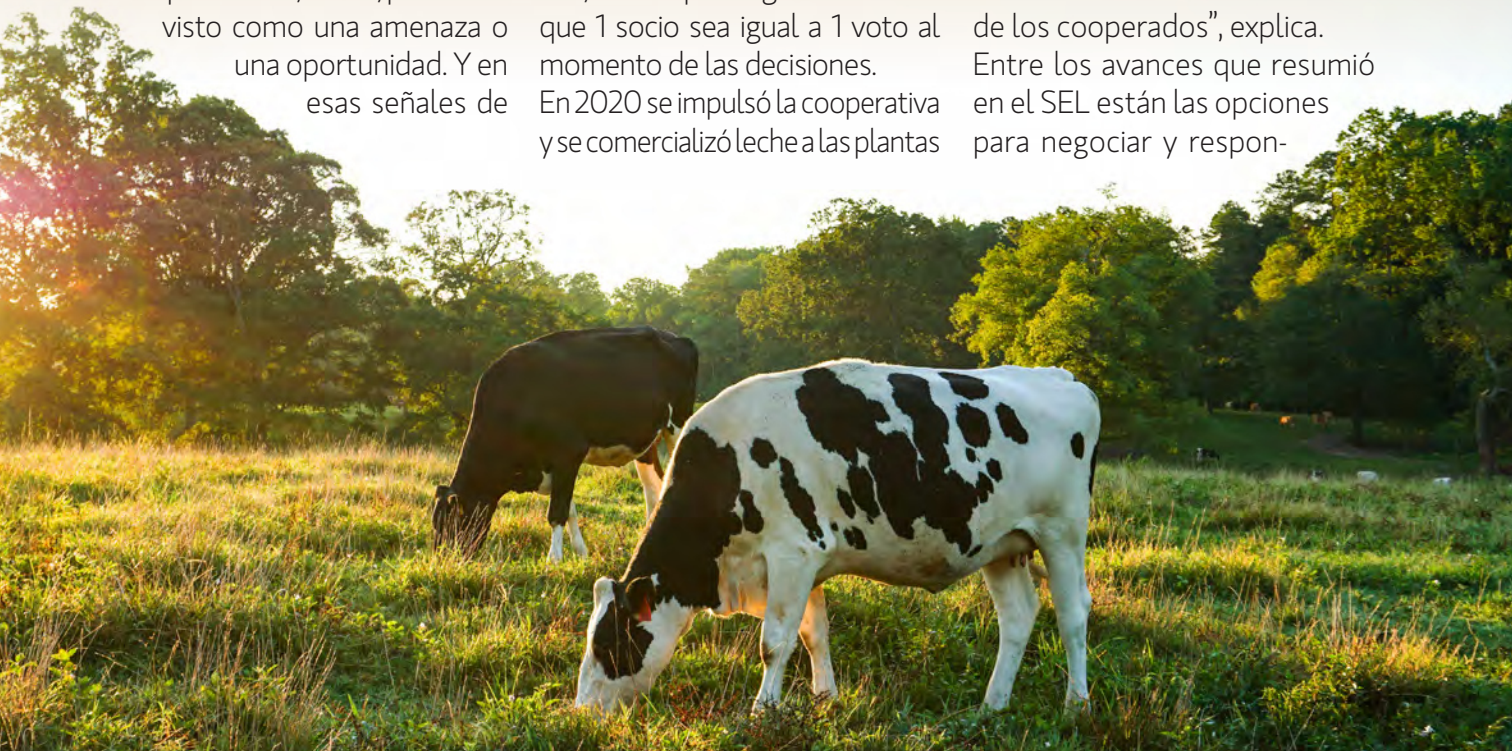 visto como una amenaza o
una oportunidad. Y en
esas señales de
que 1 socio sea igual a 1 voto al
momento de las decisiones.
En 2020 se impulsó la cooperativa
y se comercializó leche a las plantas
de los cooperados”, explica.
Entre los avances que resumió
en el SEL están las opciones
para negociar y respon-